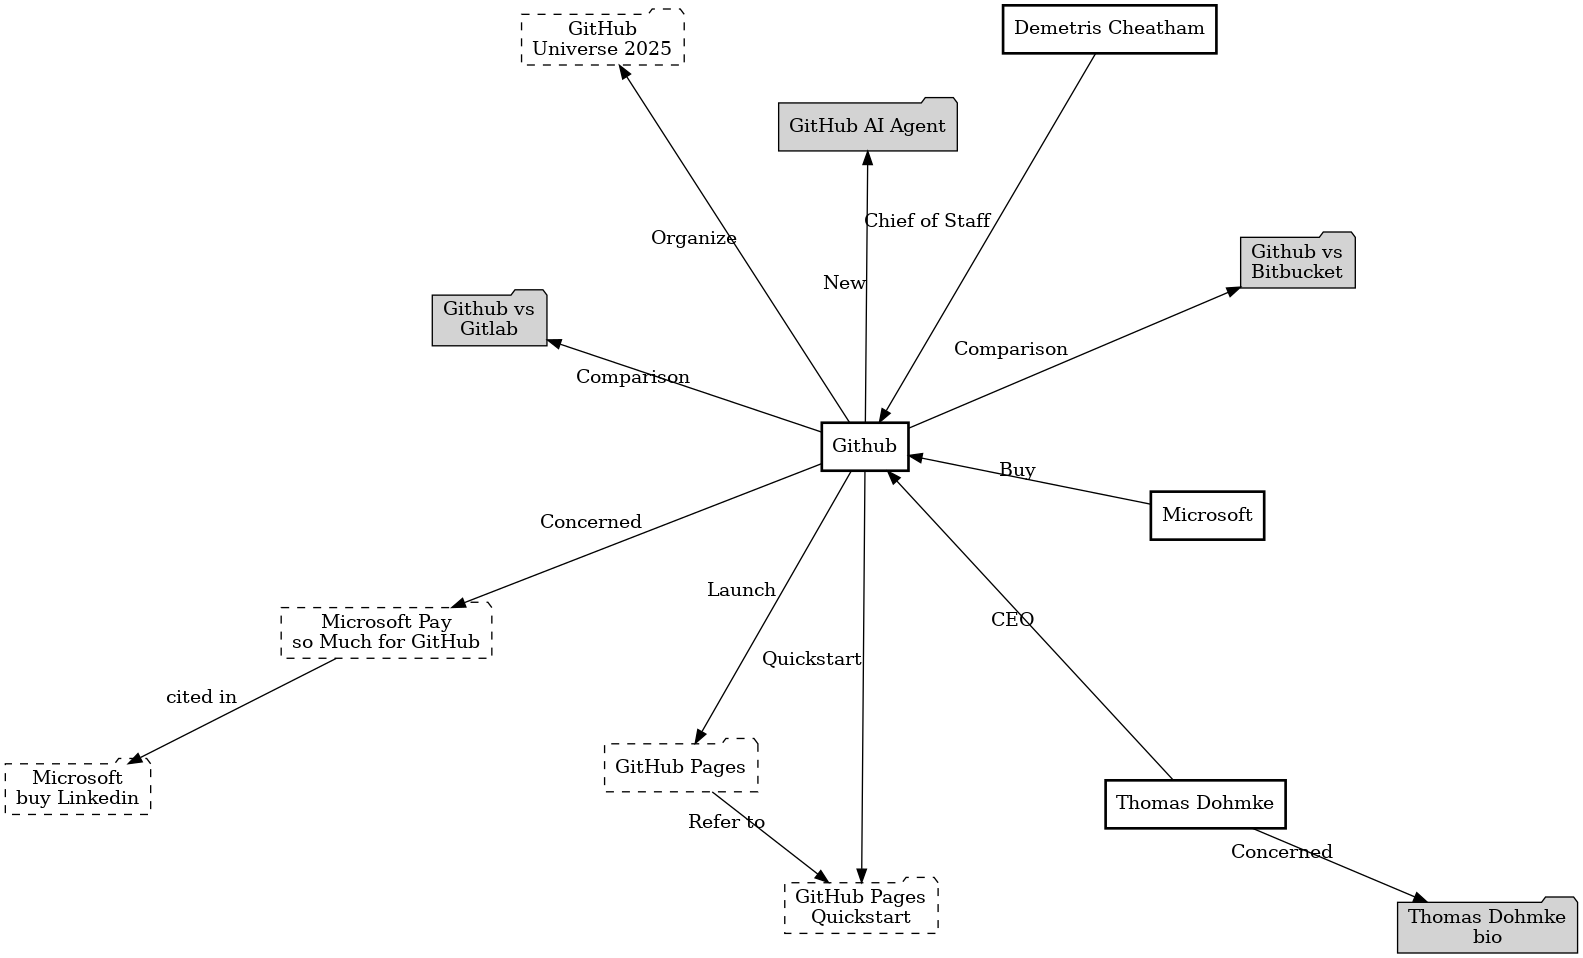 GitHub
Universe 2025
Demetris Cheatham
GitHub AI Agent
Chief of Staff
Organize
Github vs
Bitbucket
New
Github vs
Gitlab
Comparison
Comparison
Github
Buy
Microsoft
Concerned
Launch
CEO
Microsoft Pay
so Much for GitHub
Quickstart
cited in
GitHub Pages
Microsoft
buy Linkedin
Thomas Dohmke
Refer to
Concerned
GitHub Pages
Quickstart
Thomas Dohmke
bio